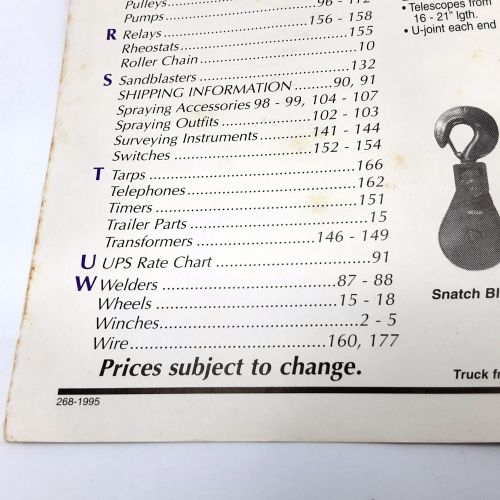 Pulleys...............................96 - 112
Pumps..............................156 - 158
R Relays.......................................155
Rheostats....................................10
Roller Chain...............................132
S Sandblasters
SHIPPING INFORMATION ........90, 91
Spraying Accessories 98 - 99, 104 - 107
Spraying Outfits ..................102 - 103
Surveying Instruments...........141 - 144
Switches ............................152 - 154
T Tarps ........................................166
Telephones..................................162
Timers ......................................151
Trailer Parts ................................15
Transformers ......................146 - 149
U UPS Rate Chart ............................91
W Welders ................................87 - 88
Wheels .................................15 - 18
Winches....................................2 - 5
Wire..................................160, 177
Prices subject to change.
268-1995
• Telescopes from
16 - 21" lgth.
• U-joint each end
Snatch Bl
Truck fr